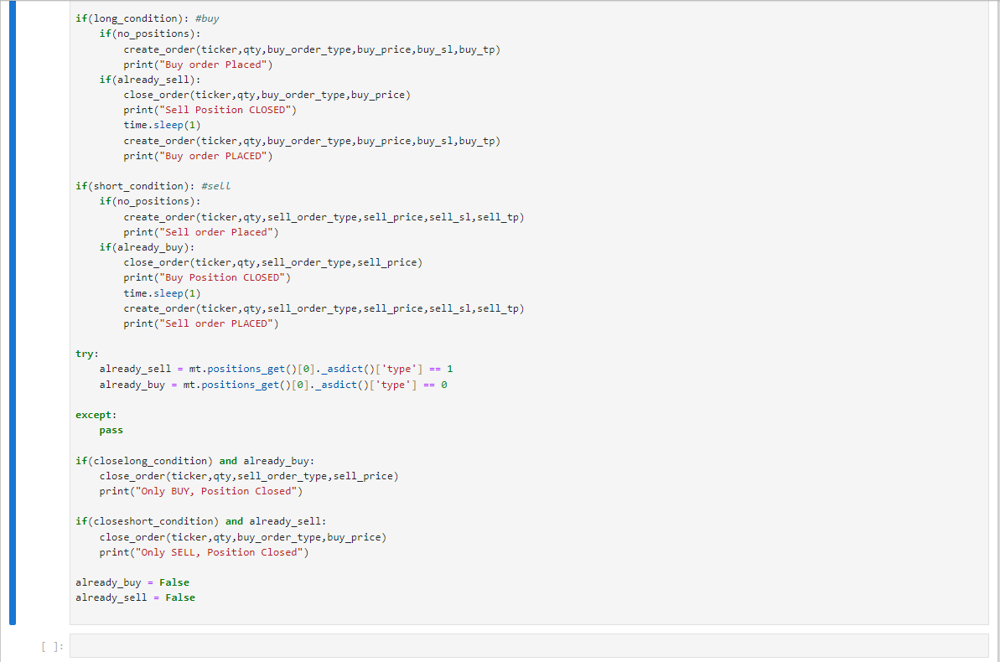 if(long_condition): #buy
    if(no_positions):
        create_order(ticker,qty,buy_order_type,buy_price,buy_sl,buy_tp)
        print("Buy order Placed")
    if(already_sell):
        close_order(ticker,qty,buy_order_type,buy_price)
        print("Sell Position CLOSED")
        time.sleep(1)
        create_order(ticker,qty,buy_order_type,buy_price,buy_sl,buy_tp)
        print("Buy order PLACED")
if(short_condition): #sell
    if(no_positions):
        create_order(ticker,qty,sell_order_type,sell_price,sell_sl,sell_tp)
        print("Sell order Placed")
    if(already_buy):
        close_order(ticker,qty,sell_order_type,sell_price)
        print("Buy Position CLOSED")
        time.sleep(1)
        create_order(ticker,qty,sell_order_type,sell_price,sell_sl,sell_tp)
        print("Sell order PLACED")
try:
    already_sell = mt.positions_get()[0]._asdict()['type'] == 1
    already_buy = mt.positions_get()[0]._asdict()['type'] == 0
except:
    pass
if(closelong_condition) and already_buy:
    close_order(ticker,qty,sell_order_type,sell_price)
    print("Only BUY, Position Closed")
if(closeshort_condition) and already_sell:
    close_order(ticker,qty,buy_order_type,buy_price)
    print("Only SELL, Position Closed")
already_buy = False
already_sell = False
[ ]: